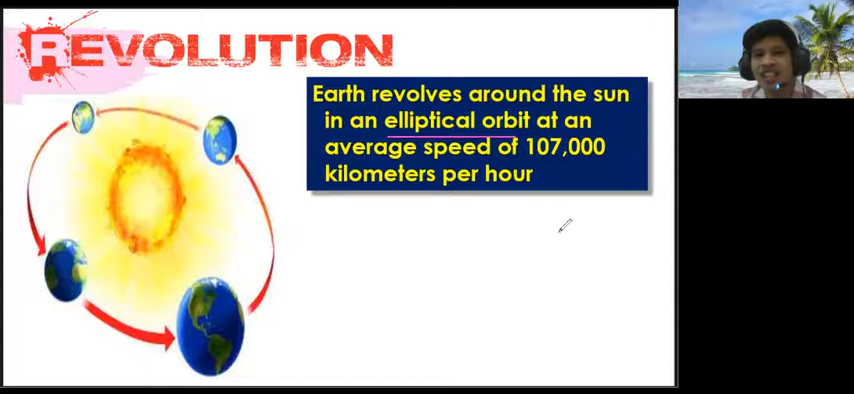 REVOLUTION
Earth revolves around the sun
in an elliptical orbit at an
average speed of 107,000
kilometers per hour